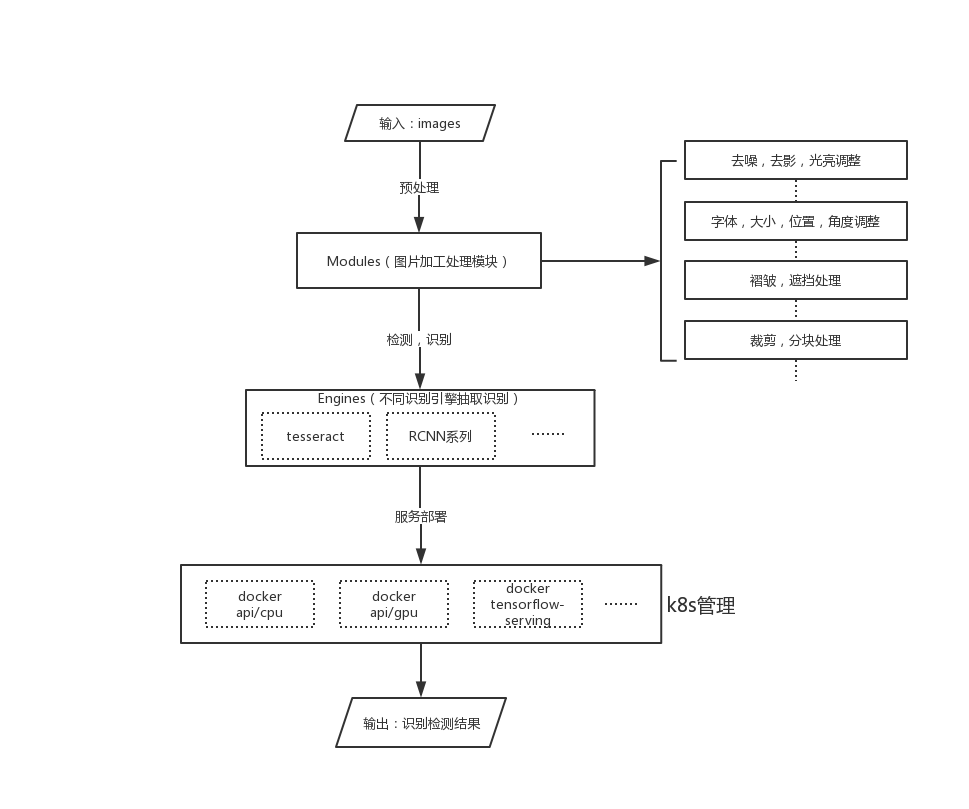 输入：images
预处理
Modules（图片加工处理模块）
去噪，去影，光亮调整
字体，大小，位置，角度调整
褶皱，遮挡处理
裁剪，分块处理
检测，识别
Engines（不同识别引擎抽取识别）
tesseract
RCNN系列
.......
服务部署
docker
api/cpu
docker
api/gpu
docker
tensorflow-
serving
.......
k8s管理
输出：识别检测结果